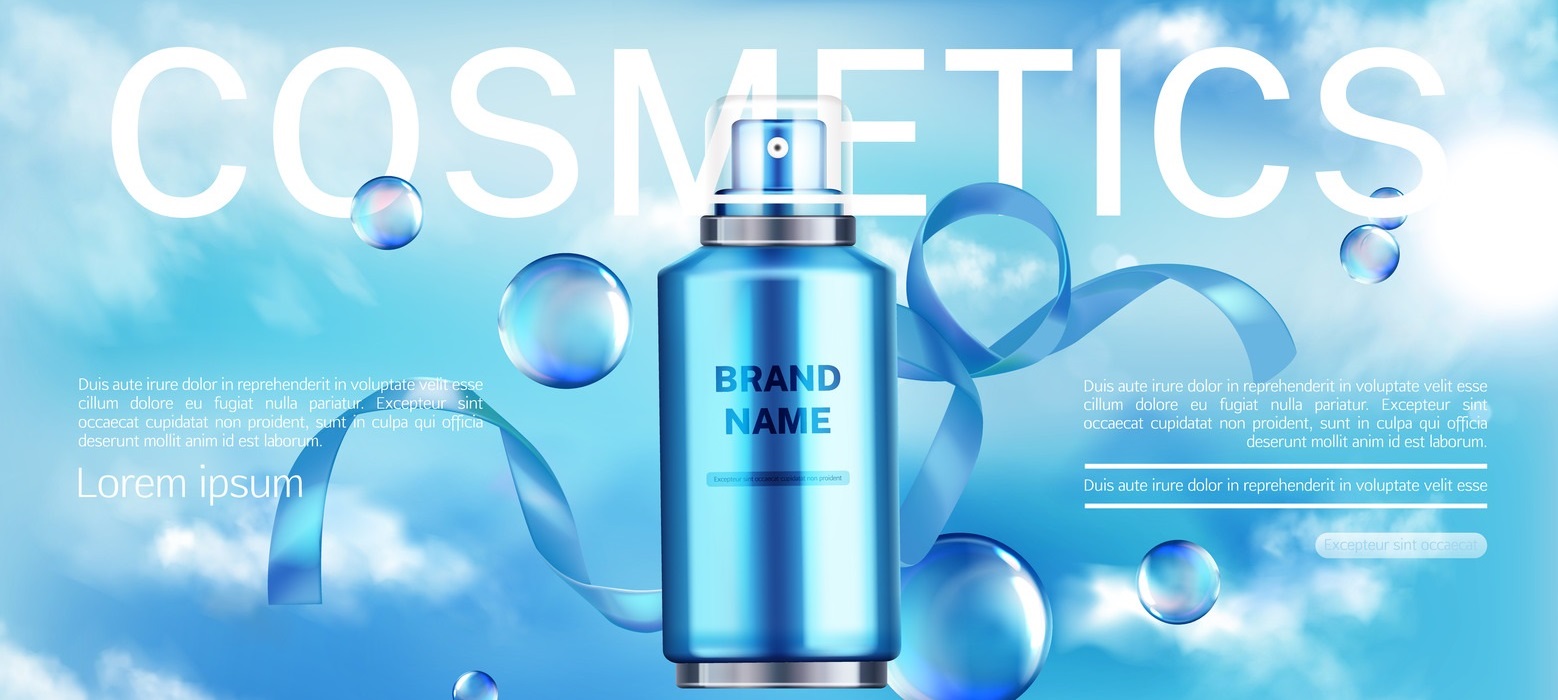 COSMETICS
Duis aute irure dolor in reprehenderit in voluptate velit esse
cillum dolore eu fugiat nulla pariatur. Excepteur sint
occaecat cupidatat non proident, sunt in culpa qui officia
deserunt mollit anim id est laborum.
Lorem ipsum
BRAND
NAME
Excepteur sint occaecat cupidatat non proident
Duis aute irure dolor in reprehenderit in voluptate velit esse
cillum dolore eu fugiat nulla pariatur. Excepteur sint
occaecat cupidatat non proident, sunt in culpa qui officia
deserunt mollit anim id est laborum.
Duis aute irure dolor in reprehenderit in voluptate velit esse
Excepteur sint occaecat